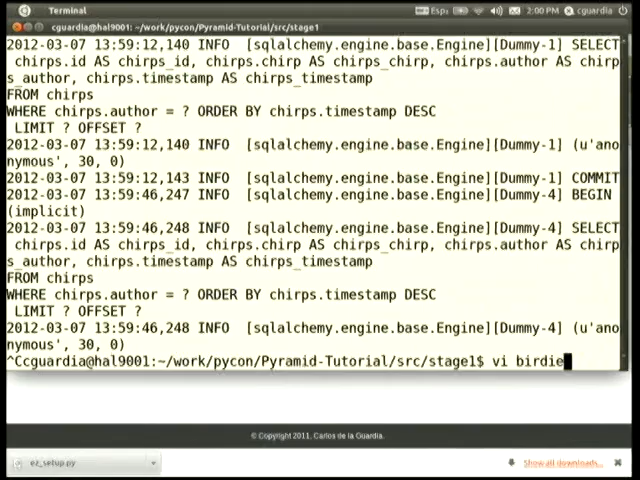 Terminal
Esp
2:00 PM
cguardia
cguardia@hal9001: ~/work/pycon/Pyramid-Tutorial/src/stage1
2012-03-07 13:59:12,140 INFO  [sqlalchemy.engine.base.Engine][Dummy-1] SELECT
chirps.id AS chirps_id, chirps.chirp AS chirps_chirp, chirps.author AS chirp
s_author, chirps.timestamp AS chirps_timestamp
FROM chirps
WHERE chirps.author = ? ORDER BY chirps.timestamp DESC
LIMIT ? OFFSET ?
2012-03-07 13:59:12,140 INFO  [sqlalchemy.engine.base.Engine][Dummy-1] (u'ano
nymous', 30, 0)
2012-03-07 13:59:12,143 INFO  [sqlalchemy.engine.base.Engine][Dummy-1] COMMIT
2012-03-07 13:59:46,247 INFO  [sqlalchemy.engine.base.Engine][Dummy-4] BEGIN
(implicit)
2012-03-07 13:59:46,248 INFO  [sqlalchemy.engine.base.Engine][Dummy-4] SELECT
chirps.id AS chirps_id, chirps.chirp AS chirps_chirp, chirps.author AS chirp
s_author, chirps.timestamp AS chirps_timestamp
FROM chirps
WHERE chirps.author = ? ORDER BY chirps.timestamp DESC
LIMIT ? OFFSET ?
2012-03-07 13:59:46,248 INFO  [sqlalchemy.engine.base.Engine][Dummy-4] (u'ano
nymous', 30, 0)
^Ccguardia@hal9001:~/work/pycon/Pyramid-Tutorial/src/stage1$ vi birdie
© Copyright 2011, Carlos de la Guardia.
ez_setup.py
Show all downloads...